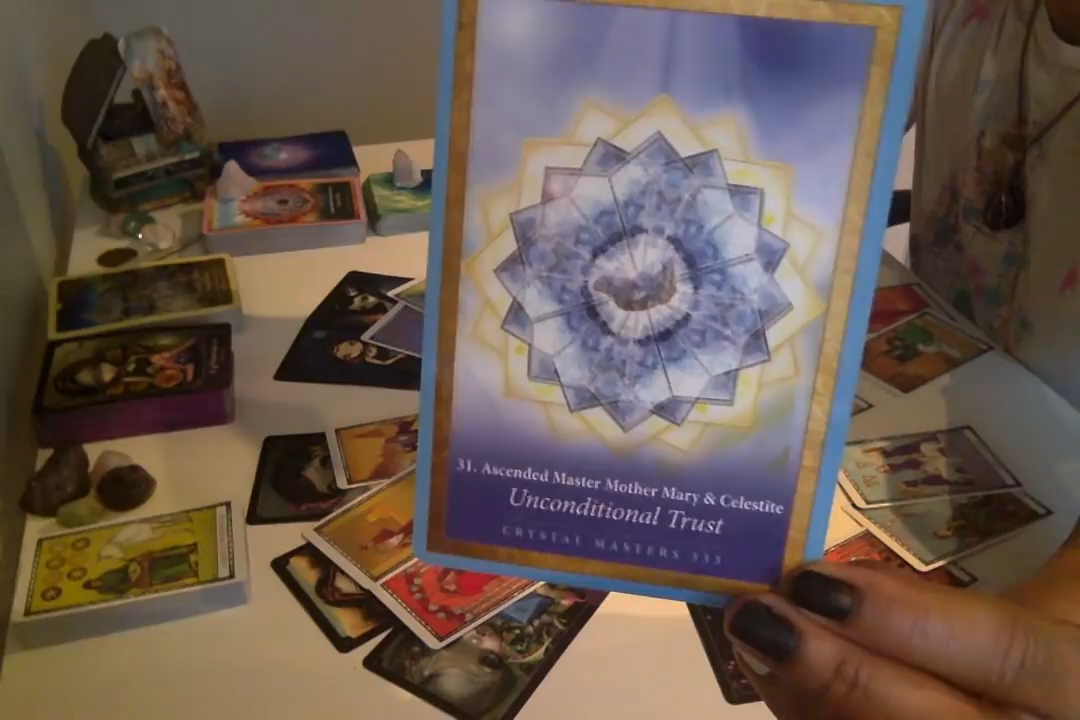 31. Ascended Master Mother Mary & Celestite
Unconditional Trust
CRYSTAL MASTERS 333